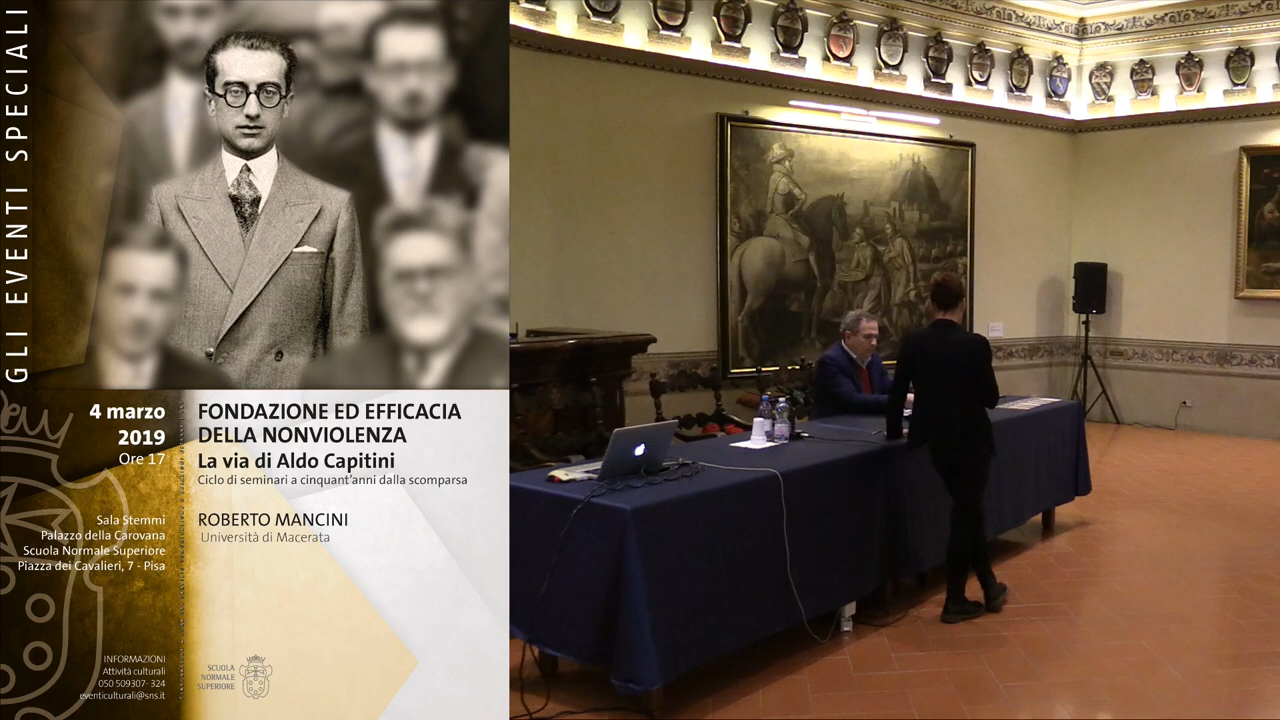 GLI EVENTI SPECIALI
4 marzo
2019
Ore 17
Sala Stemmi
Palazzo della Carovana
Scuola Normale Superiore
Piazza dei Cavalieri, 7 - Pisa
INFORMAZIONI
Attività culturali
050 509307- 324
eventiculturali@sns.it
FONDAZIONE ED EFFICACIA
DELLA NONVIOLENZA
La via di Aldo Capitini
Ciclo di seminari a cinquant'anni dalla scomparsa
ROBERTO MANCINI
Università di Macerata
SCUOLA
NORMALE
SUPERIORE